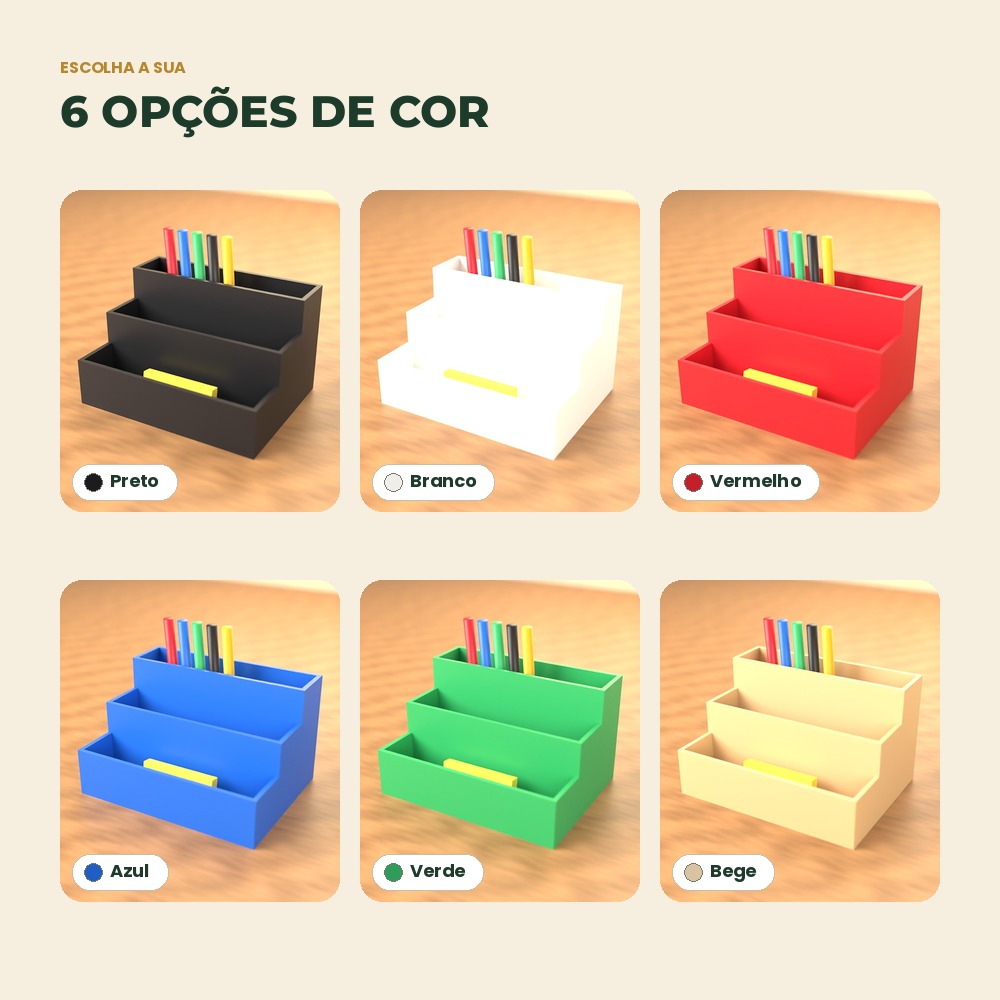 ESCOLHA A SUA
6 OPÇÕES DE COR
Preto
Branco
Vermelho
Azul
Verde
Bege